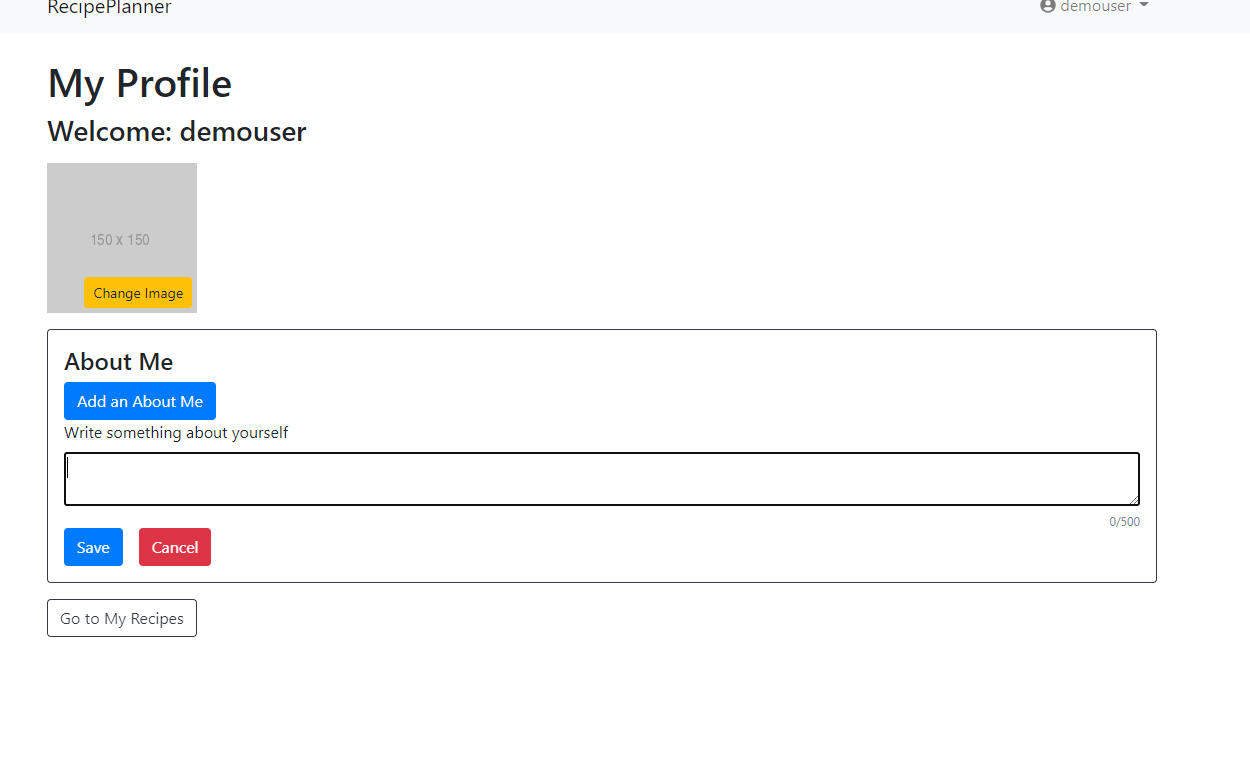 RecipePlanner demouser
My Profile
Welcome: demouser
150 x 150
Change Image
About Me
Add an About Me
Write something about yourself
0/500
Save Cancel
Go to My Recipes